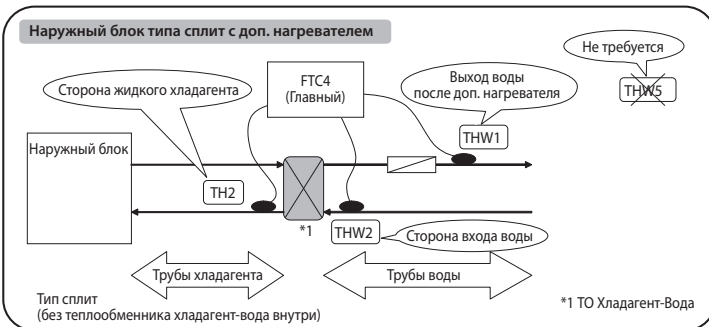 Наружный блок типа сплит с доп. нагревателем
Не требуется
THW5
Сторона жидкого хладагента
FTC4
(Главный)
Выход воды
после доп. нагревателя
THW1
Наружный блок
TH2
*1
THW2
Сторона входа воды
Трубы хладагента
Трубы воды
Тип сплит
(без теплообменника хладагент-вода внутри)
*1 ТО Хладагент-Вода